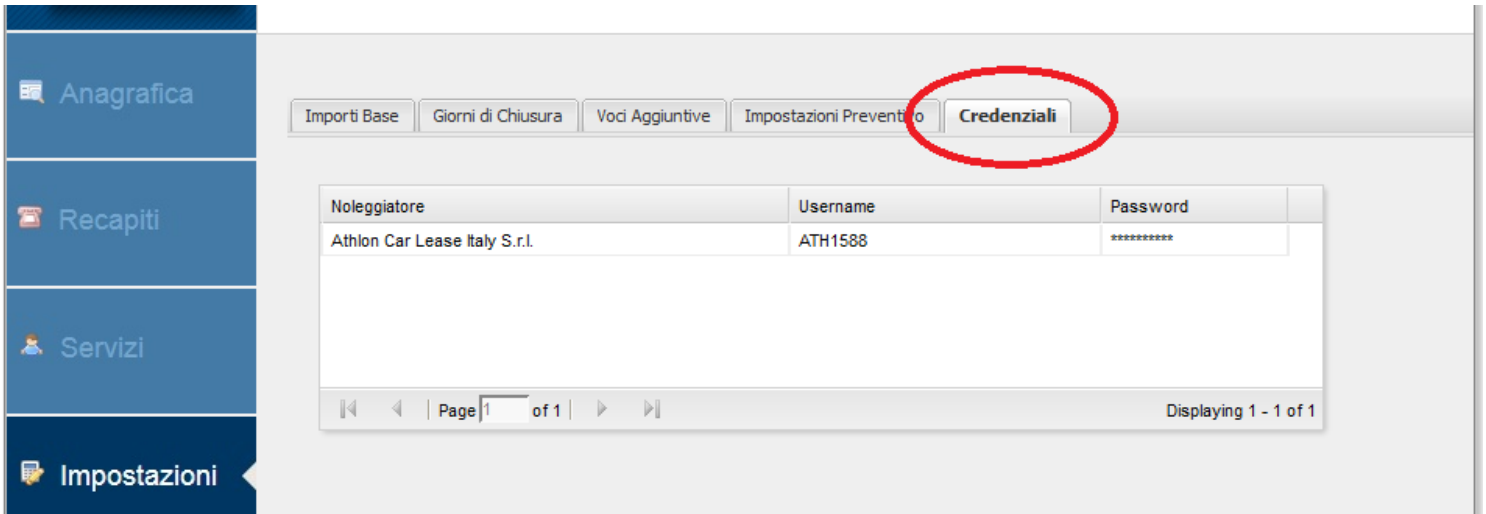 Anagrafica
Recapiti
Servizi
Impostazioni
Importi Base Giorni di Chiusura Voci Aggiuntive Impostazioni Preventivo Credenziali
Noleggiatore Username Password
Athlon Car Lease Italy S.r.l. ATH1588 **********
Page 1 of 1 Displaying 1 - 1 of 1